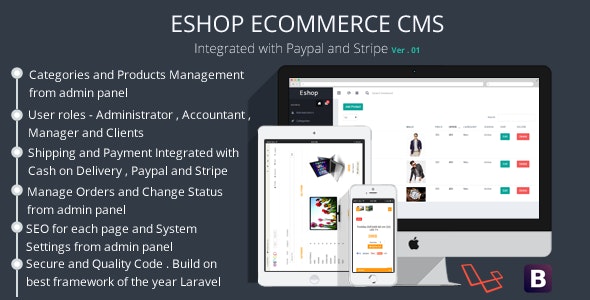 ESHOP ECOMMERCE CMS
Integrated with Paypal and Stripe Ver . 01
Categories and Products Management
from admin panel
User roles - Administrator , Accountant ,
Manager and Clients
Shipping and Payment Integrated with
Cash on Delivery , Paypal and Stripe
Manage Orders and Change Status
from admin panel
SEO for each page and System
Settings from admin panel
Secure and Quality Code . Build on
best framework of the year Laravel
Eshop
B